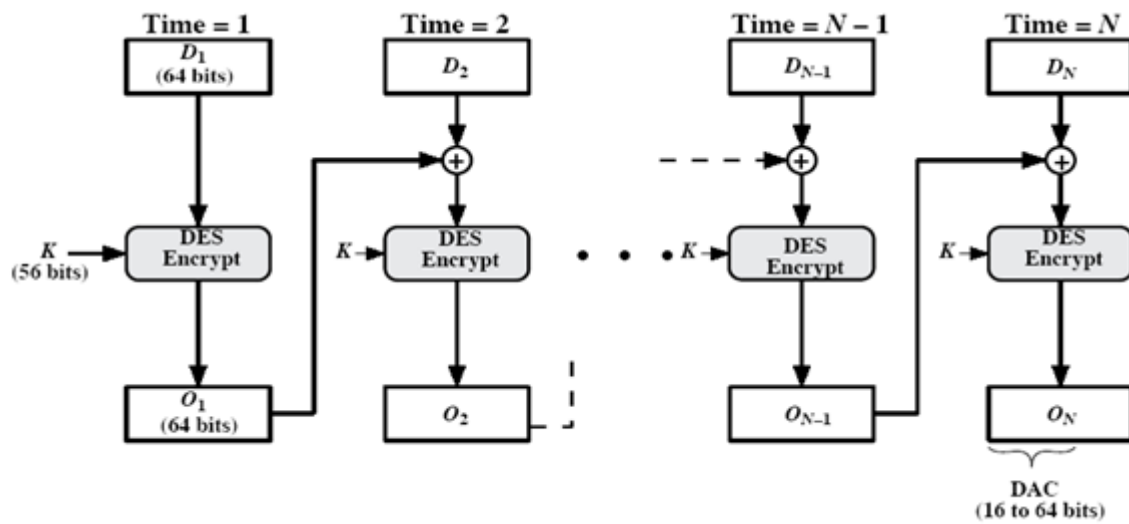 Time = 1
Time = 2
Time = N – 1
Time = N
D1
(64 bits)
D2
DN–1
DN
+
+
+
K
(56 bits)
DES
Encrypt
K
DES
Encrypt
• • •
K
DES
Encrypt
K
DES
Encrypt
O1
(64 bits)
O2
ON–1
ON
DAC
(16 to 64 bits)